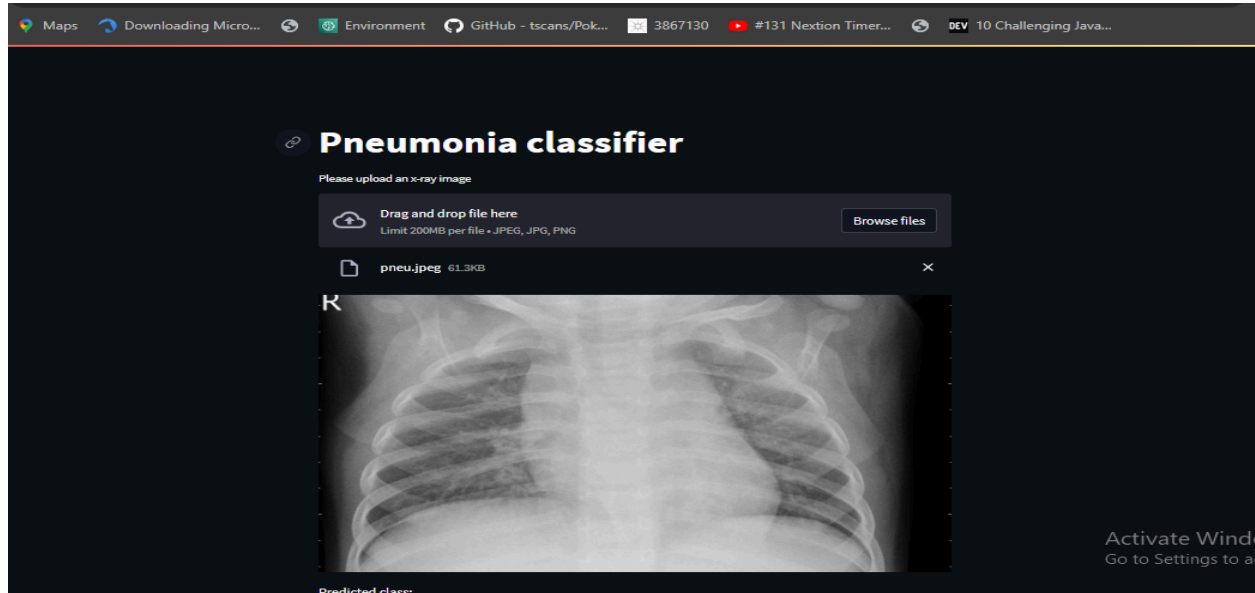 Maps Downloading Micro... Environment GitHub - tscans/Pok... 3867130 #131 Nextion Timer... DEV 10 Challenging Java...
Pneumonia classifier
Please upload an x-ray image
Drag and drop file here
Limit 200MB per file • JPEG, JPG, PNG
Browse files
pneu.jpeg 61.3KB
R
Activate Wind
Go to Settings to a
Predicted class: